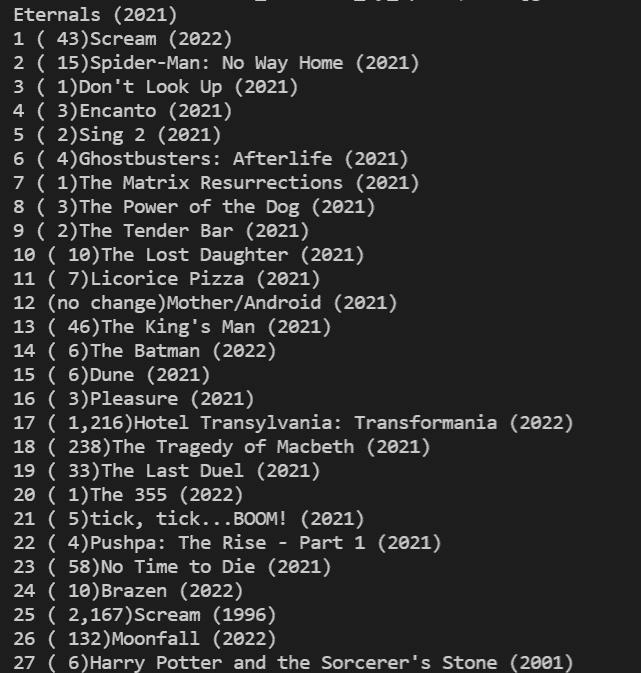 Eternals (2021)
1 ( 43)Scream (2022)
2 ( 15)Spider-Man: No Way Home (2021)
3 ( 1)Don't Look Up (2021)
4 ( 3)Encanto (2021)
5 ( 2)Sing 2 (2021)
6 ( 4)Ghostbusters: Afterlife (2021)
7 ( 1)The Matrix Resurrections (2021)
8 ( 3)The Power of the Dog (2021)
9 ( 2)The Tender Bar (2021)
10 ( 10)The Lost Daughter (2021)
11 ( 7)Licorice Pizza (2021)
12 (no change)Mother/Android (2021)
13 ( 46)The King's Man (2021)
14 ( 6)The Batman (2022)
15 ( 6)Dune (2021)
16 ( 3)Pleasure (2021)
17 ( 1,216)Hotel Transylvania: Transformania (2022)
18 ( 238)The Tragedy of Macbeth (2021)
19 ( 33)The Last Duel (2021)
20 ( 1)The 355 (2022)
21 ( 5)tick, tick...BOOM! (2021)
22 ( 4)Pushpa: The Rise - Part 1 (2021)
23 ( 58)No Time to Die (2021)
24 ( 10)Brazen (2022)
25 ( 2,167)Scream (1996)
26 ( 132)Moonfall (2022)
27 ( 6)Harry Potter and the Sorcerer's Stone (2001)